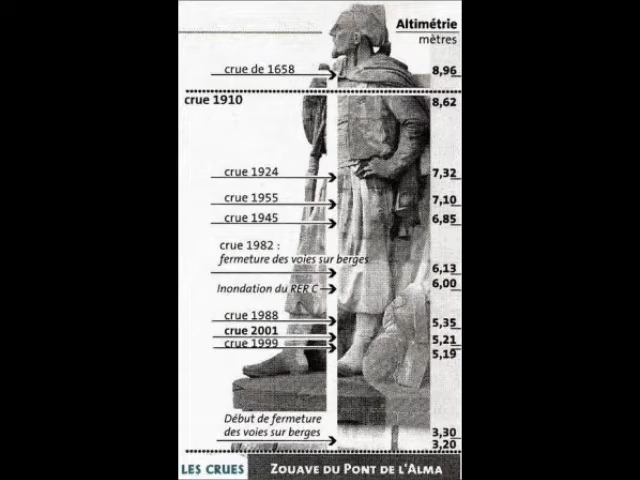 Altimétrie
mètres
crue de 1658
8,96
crue 1910
8,62
crue 1924
7,32
crue 1955
7,10
crue 1945
6,85
crue 1982 :
fermeture des voies sur berges
6,13
Inondation du RER C
6,00
crue 1988
5,35
crue 2001
5,21
crue 1999
5,19
Début de fermeture
des voies sur berges
3,30
3,20
LES CRUES
ZOUAVE DU PONT DE L'ALMA